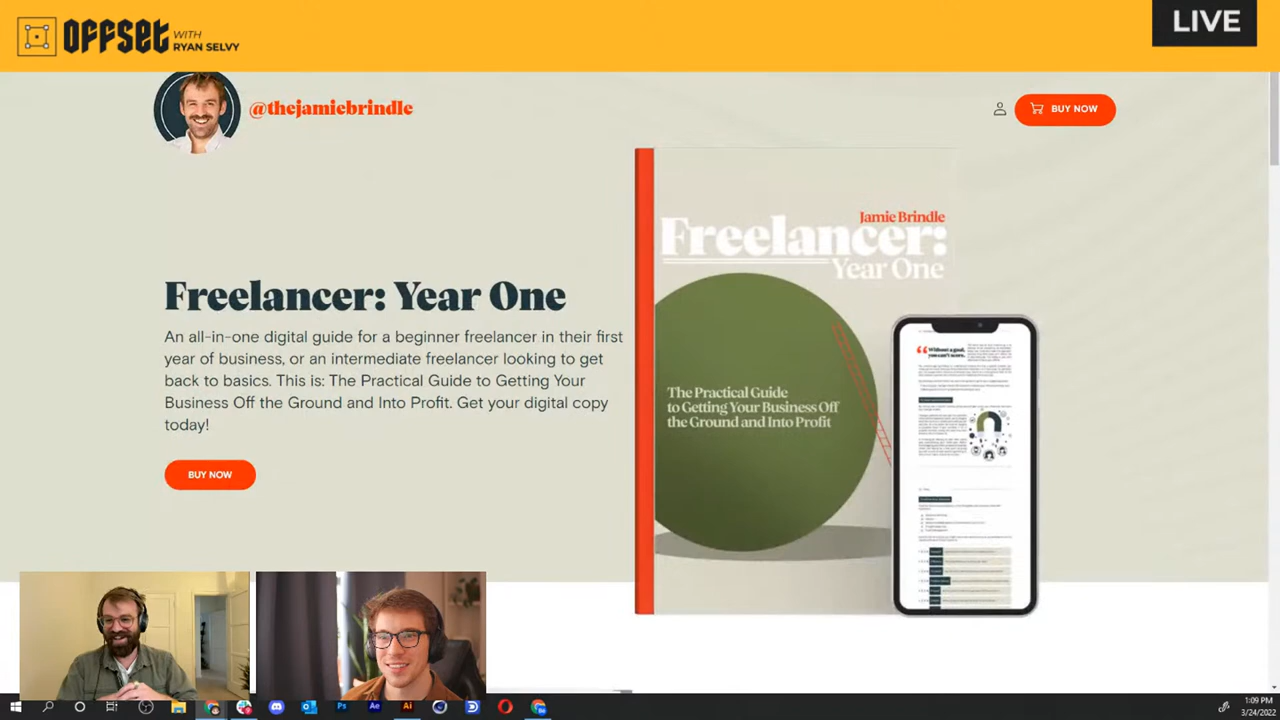 OFFSET
WITH
RYAN SELVY
LIVE
@thejamiebrindle
BUY NOW
Jamie Brindle
Freelancer:
Year One
Freelancer: Year One
An all-in-one digital guide for a beginner freelancer in their first
year of business or an intermediate freelancer looking to get
back to basics. This is: The Practical Guide to Getting Your
Business Off the Ground and Into Profit. Get your digital copy
today!
BUY NOW
The Practical Guide
to Getting Your Business Off
the Ground and Into Profit
Without a goal,
you can't score.
Ps
Ae
Ai
1:09 PM
3/24/2022